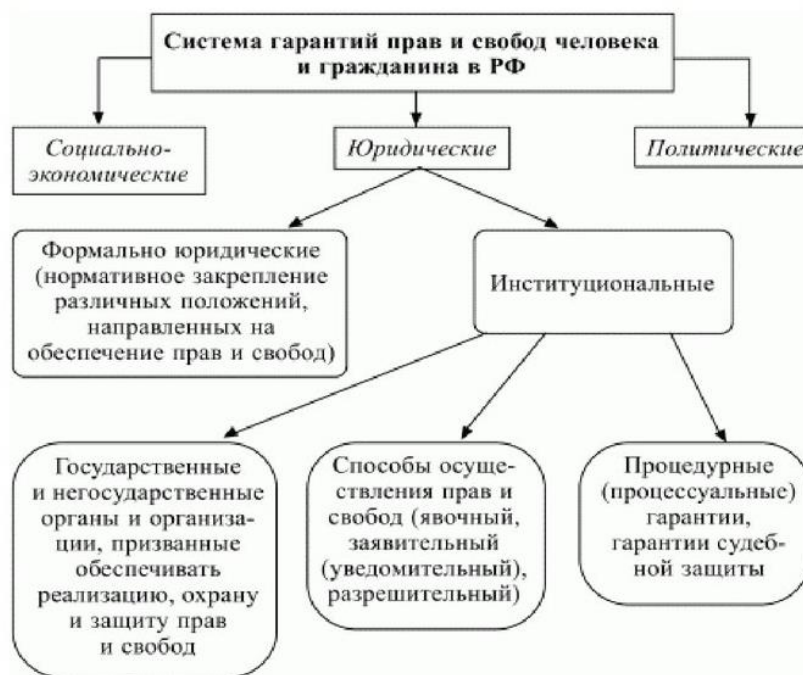 Система гарантий прав и свобод человека
и гражданина в РФ
Социально-
экономические
Юридические
Политические
Формально юридические
(нормативное закрепление
различных положений,
направленных на
обеспечение прав и свобод)
Институциональные
Государственные
и негосударственные
органы и организа-
ции, призванные
обеспечивать
реализацию, охрану
и защиту прав
и свобод
Способы осуще-
ствления прав и
свобод (явочный,
заявительный
(уведомительный),
разрешительный)
Процедурные
(процессуальные)
гарантии,
гарантии судеб-
ной защиты